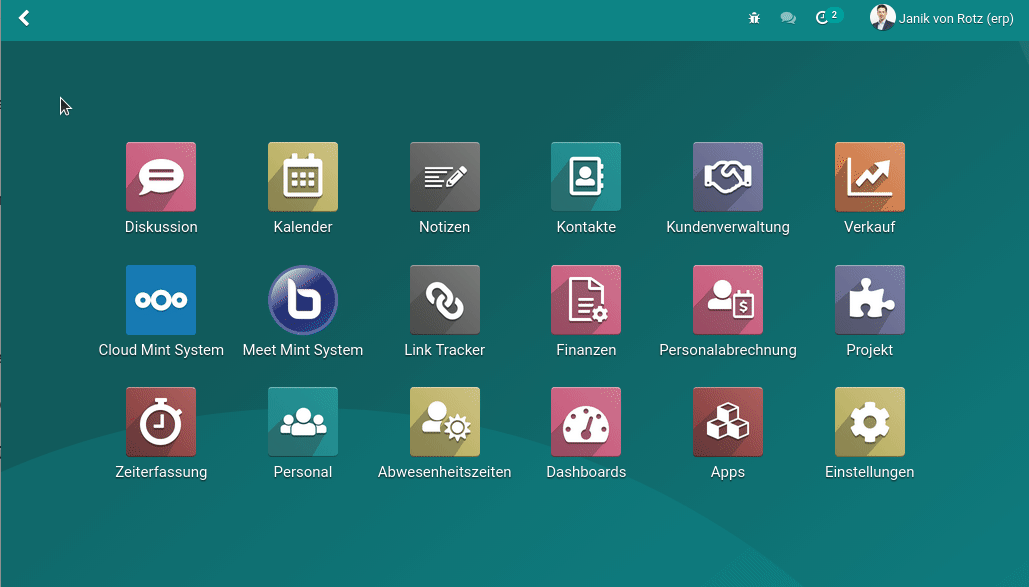 2
Janik von Rotz (erp)
Diskussion
Kalender
Notizen
Kontakte
Kundenverwaltung
Verkauf
Cloud Mint System
Meet Mint System
Link Tracker
Finanzen
Personalabrechnung
Projekt
Zeiterfassung
Personal
Abwesenheitszeiten
Dashboards
Apps
Einstellungen